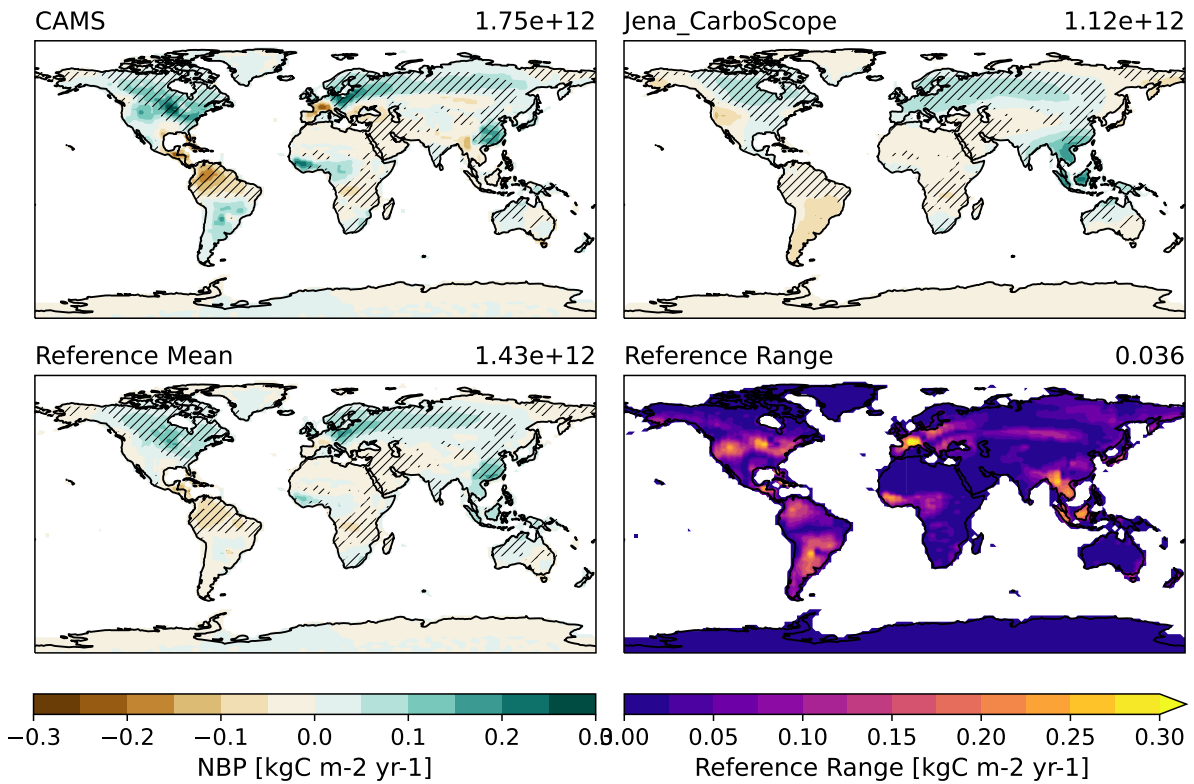 CAMS 1.75e+12
Jena_CarboScope 1.12e+12
Reference Mean 1.43e+12
Reference Range 0.036
−0.3 −0.2 −0.1 0.0 0.1 0.2 0.3
NBP [kgC m-2 yr-1]
0.00 0.05 0.10 0.15 0.20 0.25 0.30
Reference Range [kgC m-2 yr-1]